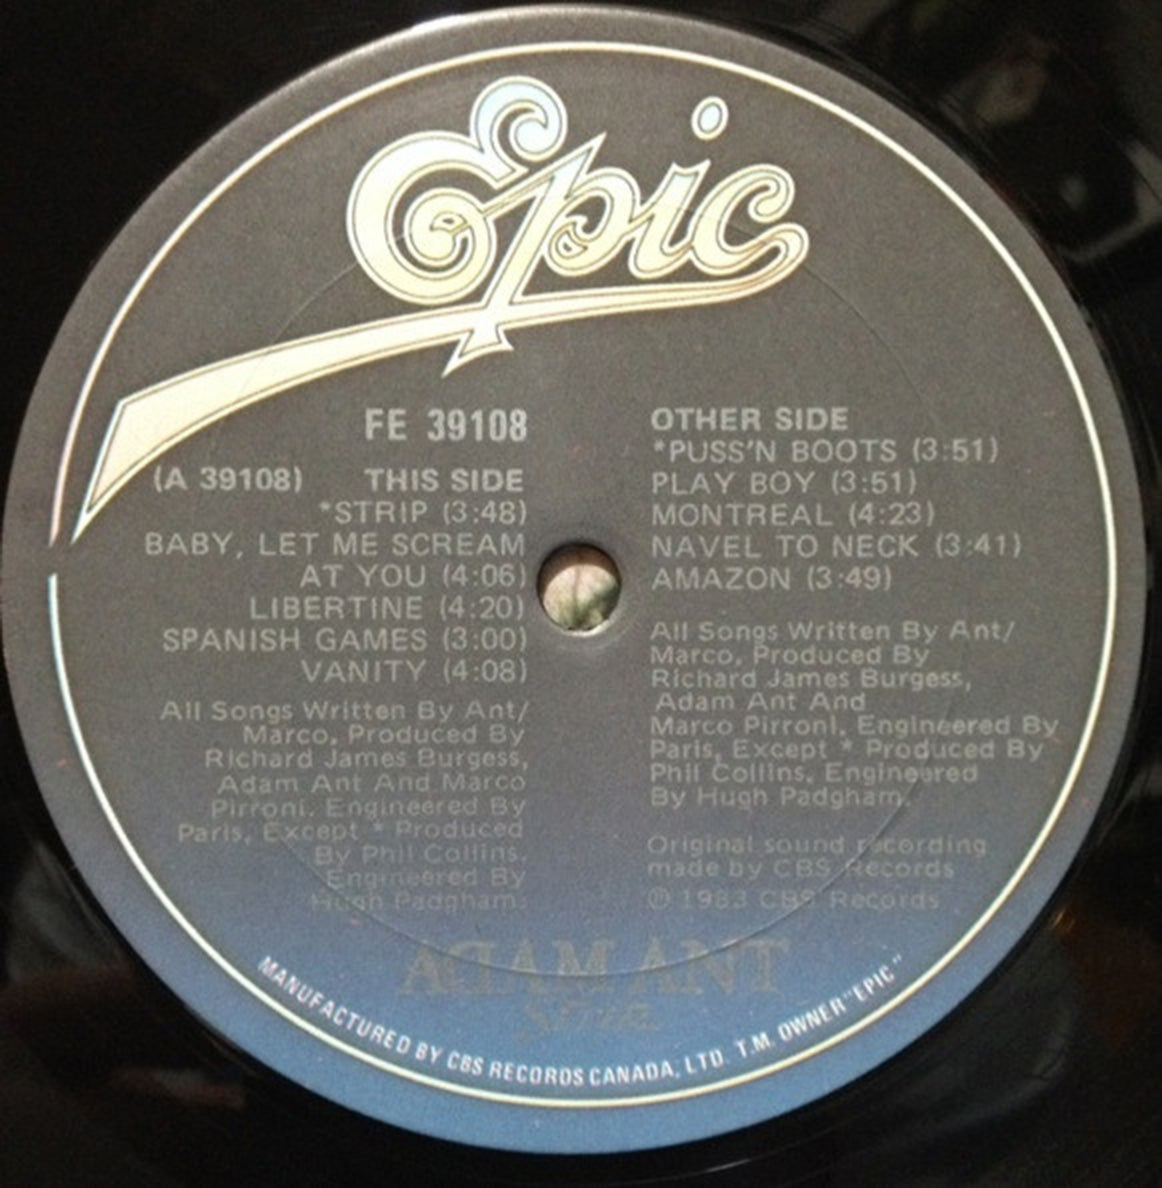 Epic
FE 39108
(A 39108) THIS SIDE
*STRIP (3:48)
BABY, LET ME SCREAM
AT YOU (4:06)
LIBERTINE (4:20)
SPANISH GAMES (3:00)
VANITY (4:08)
All Songs Written By Ant/
Marco, Produced By
Richard James Burgess,
Adam Ant And Marco
Pirroni, Engineered By
Paris, Except * Produced
By Phil Collins,
Engineered By
Hugh Padgham.
OTHER SIDE
*PUSS'N BOOTS (3:51)
PLAY BOY (3:51)
MONTREAL (4:23)
NAVEL TO NECK (3:41)
AMAZON (3:49)
All Songs Written By Ant/
Marco, Produced By
Richard James Burgess,
Adam Ant And
Marco Pirroni, Engineered By
Paris, Except * Produced By
Phil Collins, Engineered
By Hugh Padgham.
Original sound recording
made by CBS Records
℗ 1983 CBS Records
ADAM ANT
Strip
MANUFACTURED BY CBS RECORDS CANADA, LTD. T.M. OWNER "EPIC"